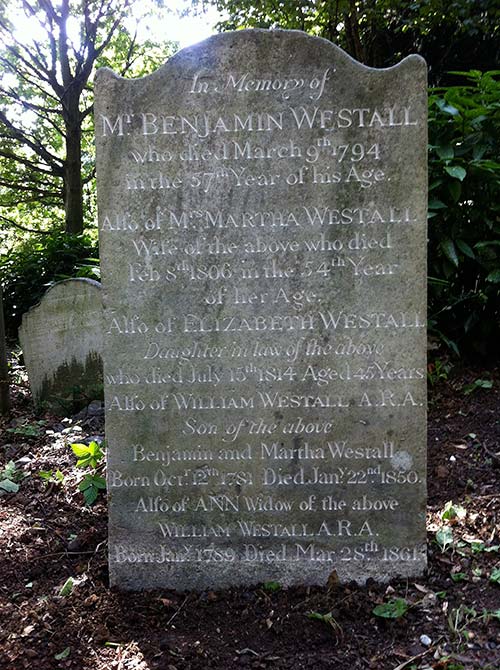 In Memory of
Mr BENJAMIN WESTALL
who died March 9th 1794
in the 57th Year of his Age.
Alſo of Mrs MARTHA WESTALL
Wife of the above who died
Feb 8th 1806 in the 54th Year
of her Age.
Alſo of ELIZABETH WESTALL
Daughter in law of the above
who died July 15th 1814 Aged 45 Years
Alſo of WILLIAM WESTALL A.R.A.
Son of the above
Benjamin and Martha Westall
Born Octr 12th 1781 Died Jany 22nd 1850.
Alſo of ANN Widow of the above
WILLIAM WESTALL A.R.A.
Born Jany 1789 Died Mar 28th 1861